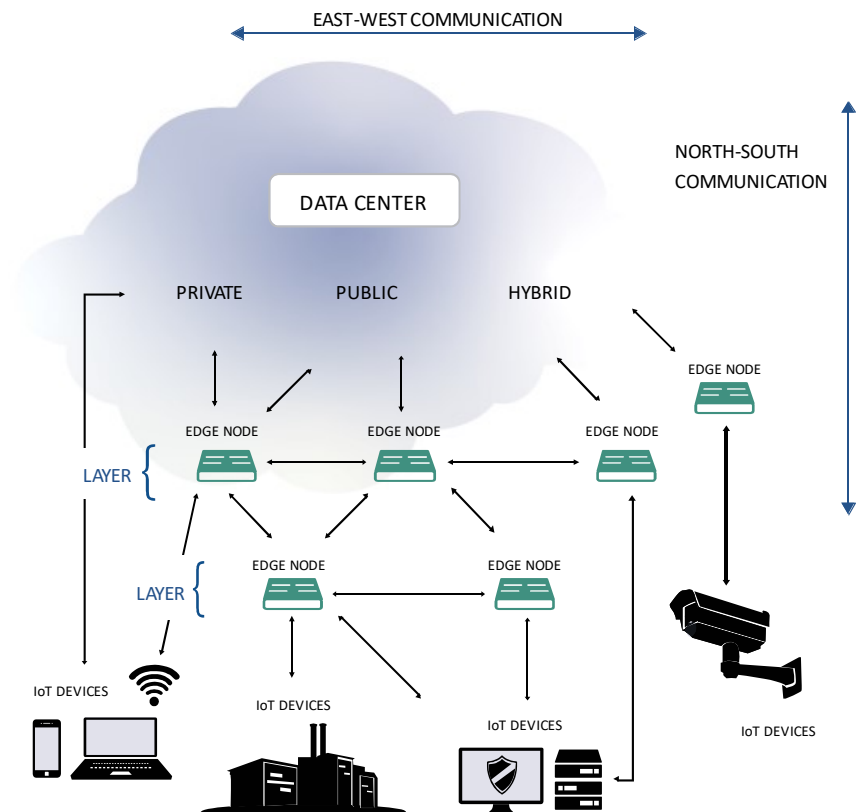 EAST-WEST COMMUNICATION
NORTH-SOUTH
COMMUNICATION
DATA CENTER
PRIVATE
PUBLIC
HYBRID
EDGE NODE
EDGE NODE
EDGE NODE
EDGE NODE
LAYER
EDGE NODE
EDGE NODE
LAYER
IoT DEVICES
IoT DEVICES
IoT DEVICES
IoT DEVICES